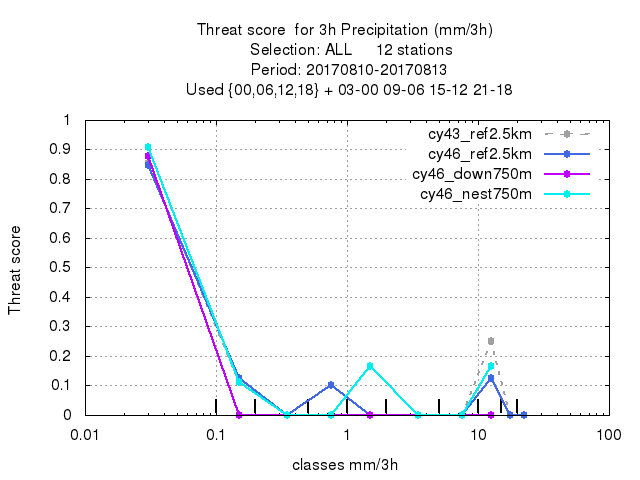 Threat score  for 3h Precipitation (mm/3h)
Selection: ALL     12 stations
Period: 20170810-20170813
Used {00,06,12,18} + 03-00 09-06 15-12 21-18
cy43_ref2.5km
cy46_ref2.5km
cy46_down750m
cy46_nest750m
Threat score
1
0.9
0.8
0.7
0.6
0.5
0.4
0.3
0.2
0.1
0
0.01 0.1 1 10 100
classes mm/3h